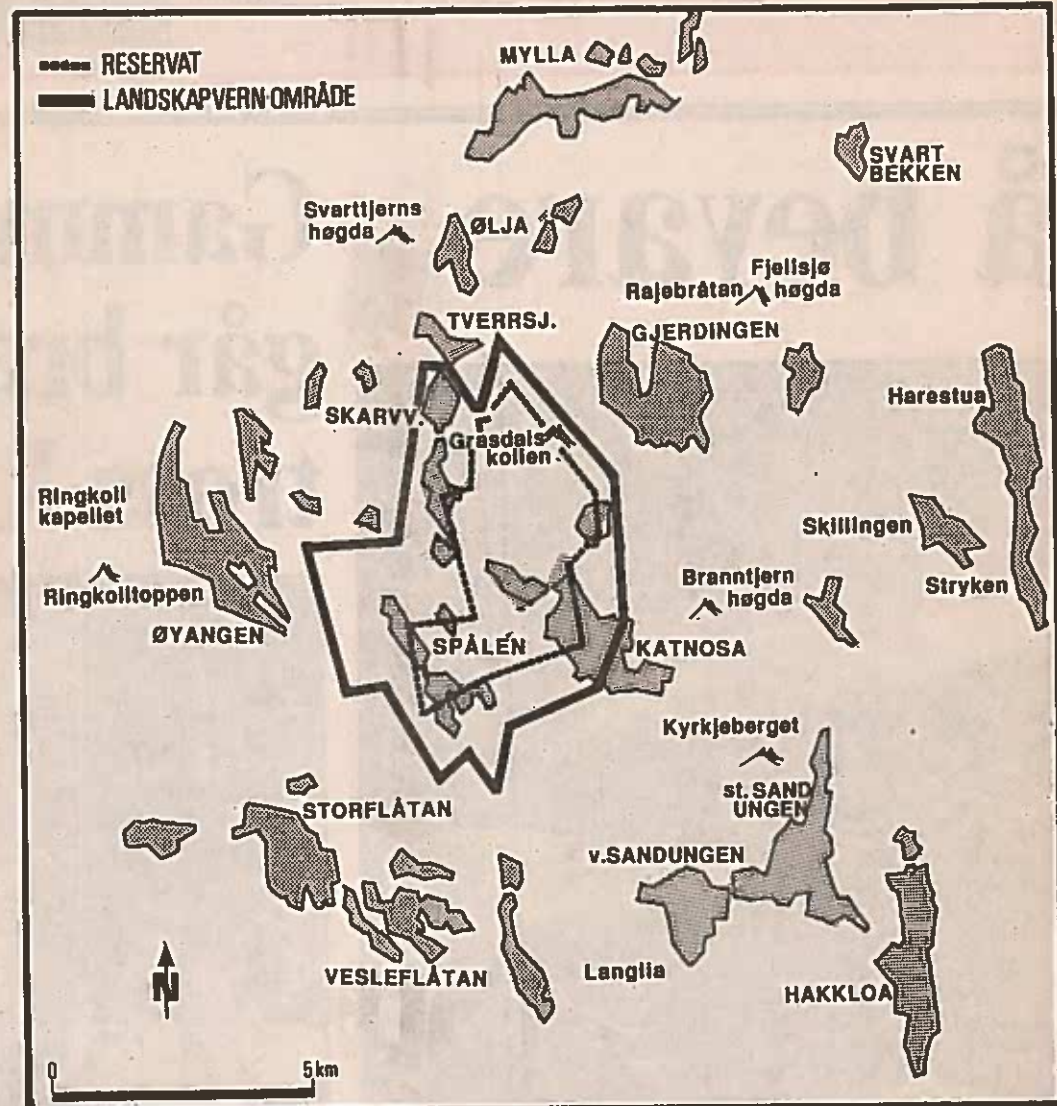 RESERVAT
LANDSKAPVERN·OMRÅDE
MYLLA
SVART
BEKKEN
Svarttjerns
høgda
ØLJA
Fjellsjø
høgda
Rajebråtan
TVERRSJ.
GJERDINGEN
Harestua
SKARVV.
Grasdals
kollen
Ringkoll
kapellet
Skillingen
Ringkolltoppen
Branntjern
høgda
Stryken
ØYANGEN
SPÅLEN
KATNOSA
Kyrkjeberget
st. SAND
UNGEN
STORFLÅTAN
v. SANDUNGEN
VESLEFLÅTAN
Langlia
HAKKLOA
N
0 5 km